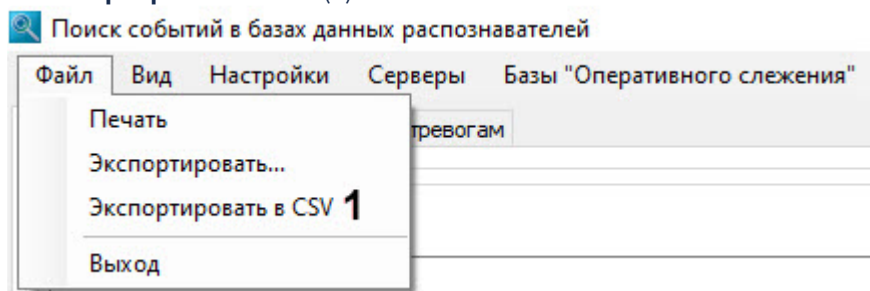 Поиск событий в базах данных распознавателей
Файл Вид Настройки Серверы Базы "Оперативного слежения"
Печать
тревогам
Экспортировать...
Экспортировать в CSV 1
Выход